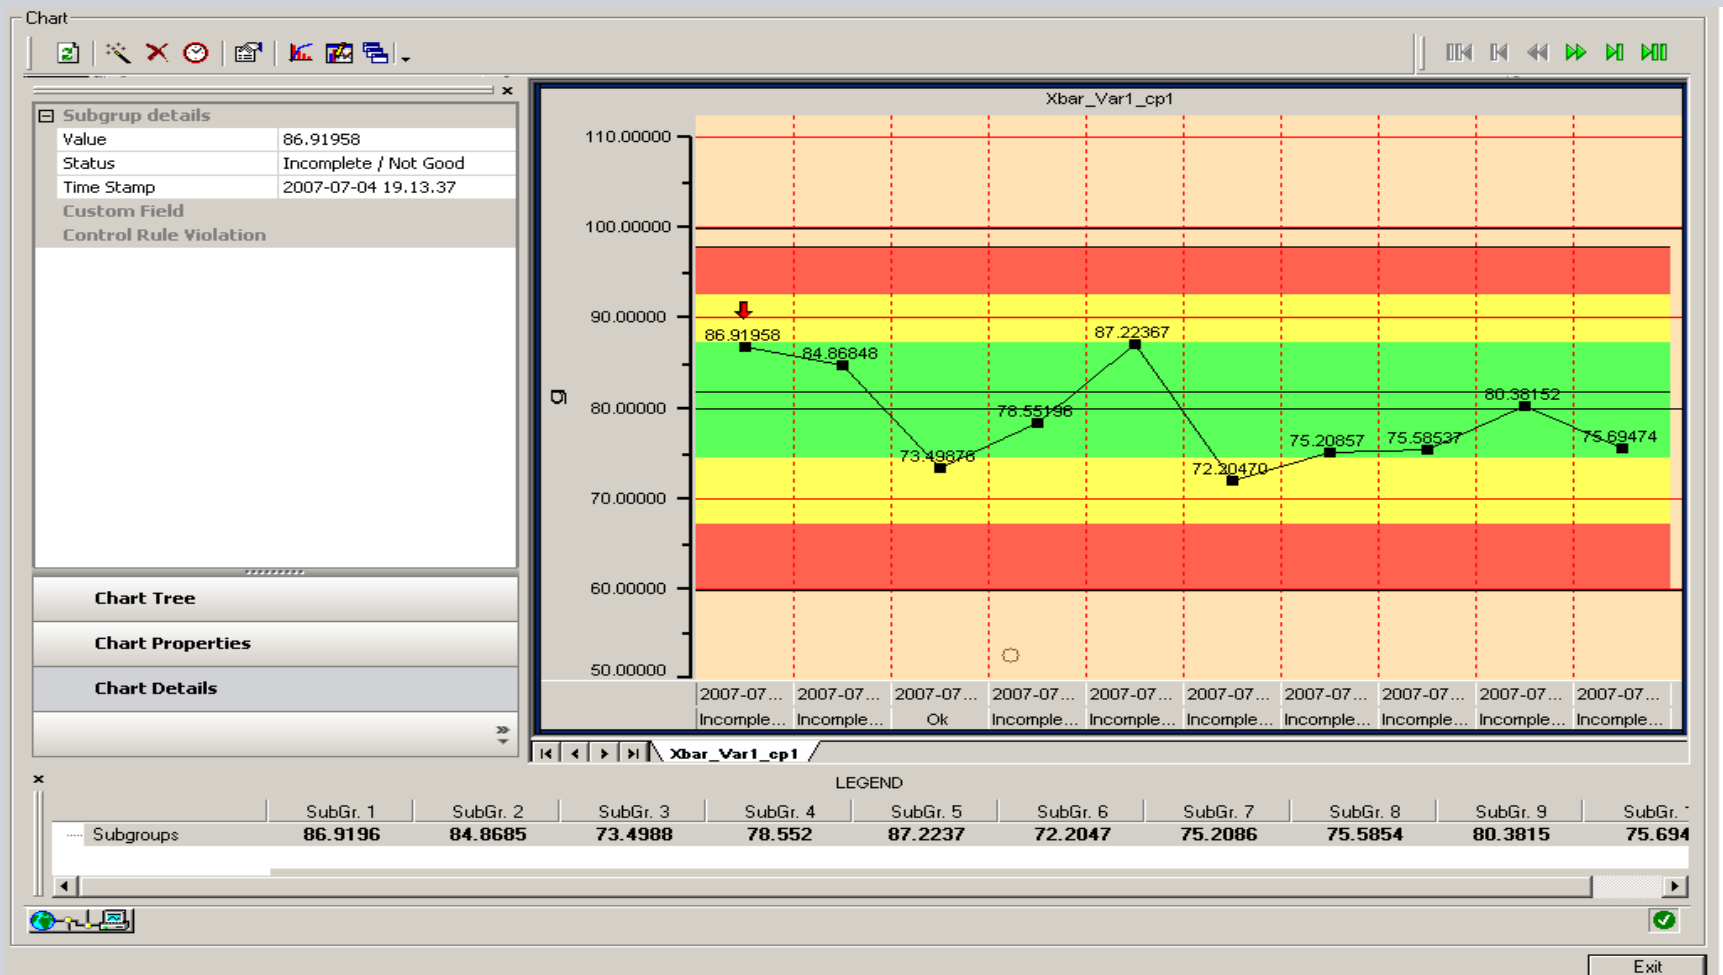 Chart
Subgrup details
Value 86.91958
Status Incomplete / Not Good
Time Stamp 2007-07-04 19.13.37
Custom Field
Control Rule Violation
Chart Tree
Chart Properties
Chart Details
Xbar_Var1_cp1
110.00000
100.00000
90.00000
80.00000
70.00000
60.00000
50.00000
g
86.91958
84.86848
73.49876
78.55196
87.22367
72.20470
75.20857
75.58537
80.38152
75.69474
2007-07... 2007-07... 2007-07... 2007-07... 2007-07... 2007-07... 2007-07... 2007-07... 2007-07... 2007-07...
Incomple... Incomple... Ok Incomple... Incomple... Incomple... Incomple... Incomple... Incomple... Incomple...
Xbar_Var1_cp1
LEGEND
SubGr. 1 SubGr. 2 SubGr. 3 SubGr. 4 SubGr. 5 SubGr. 6 SubGr. 7 SubGr. 8 SubGr. 9 SubGr.
Subgroups 86.9196 84.8685 73.4988 78.552 87.2237 72.2047 75.2086 75.5854 80.3815 75.694
Exit